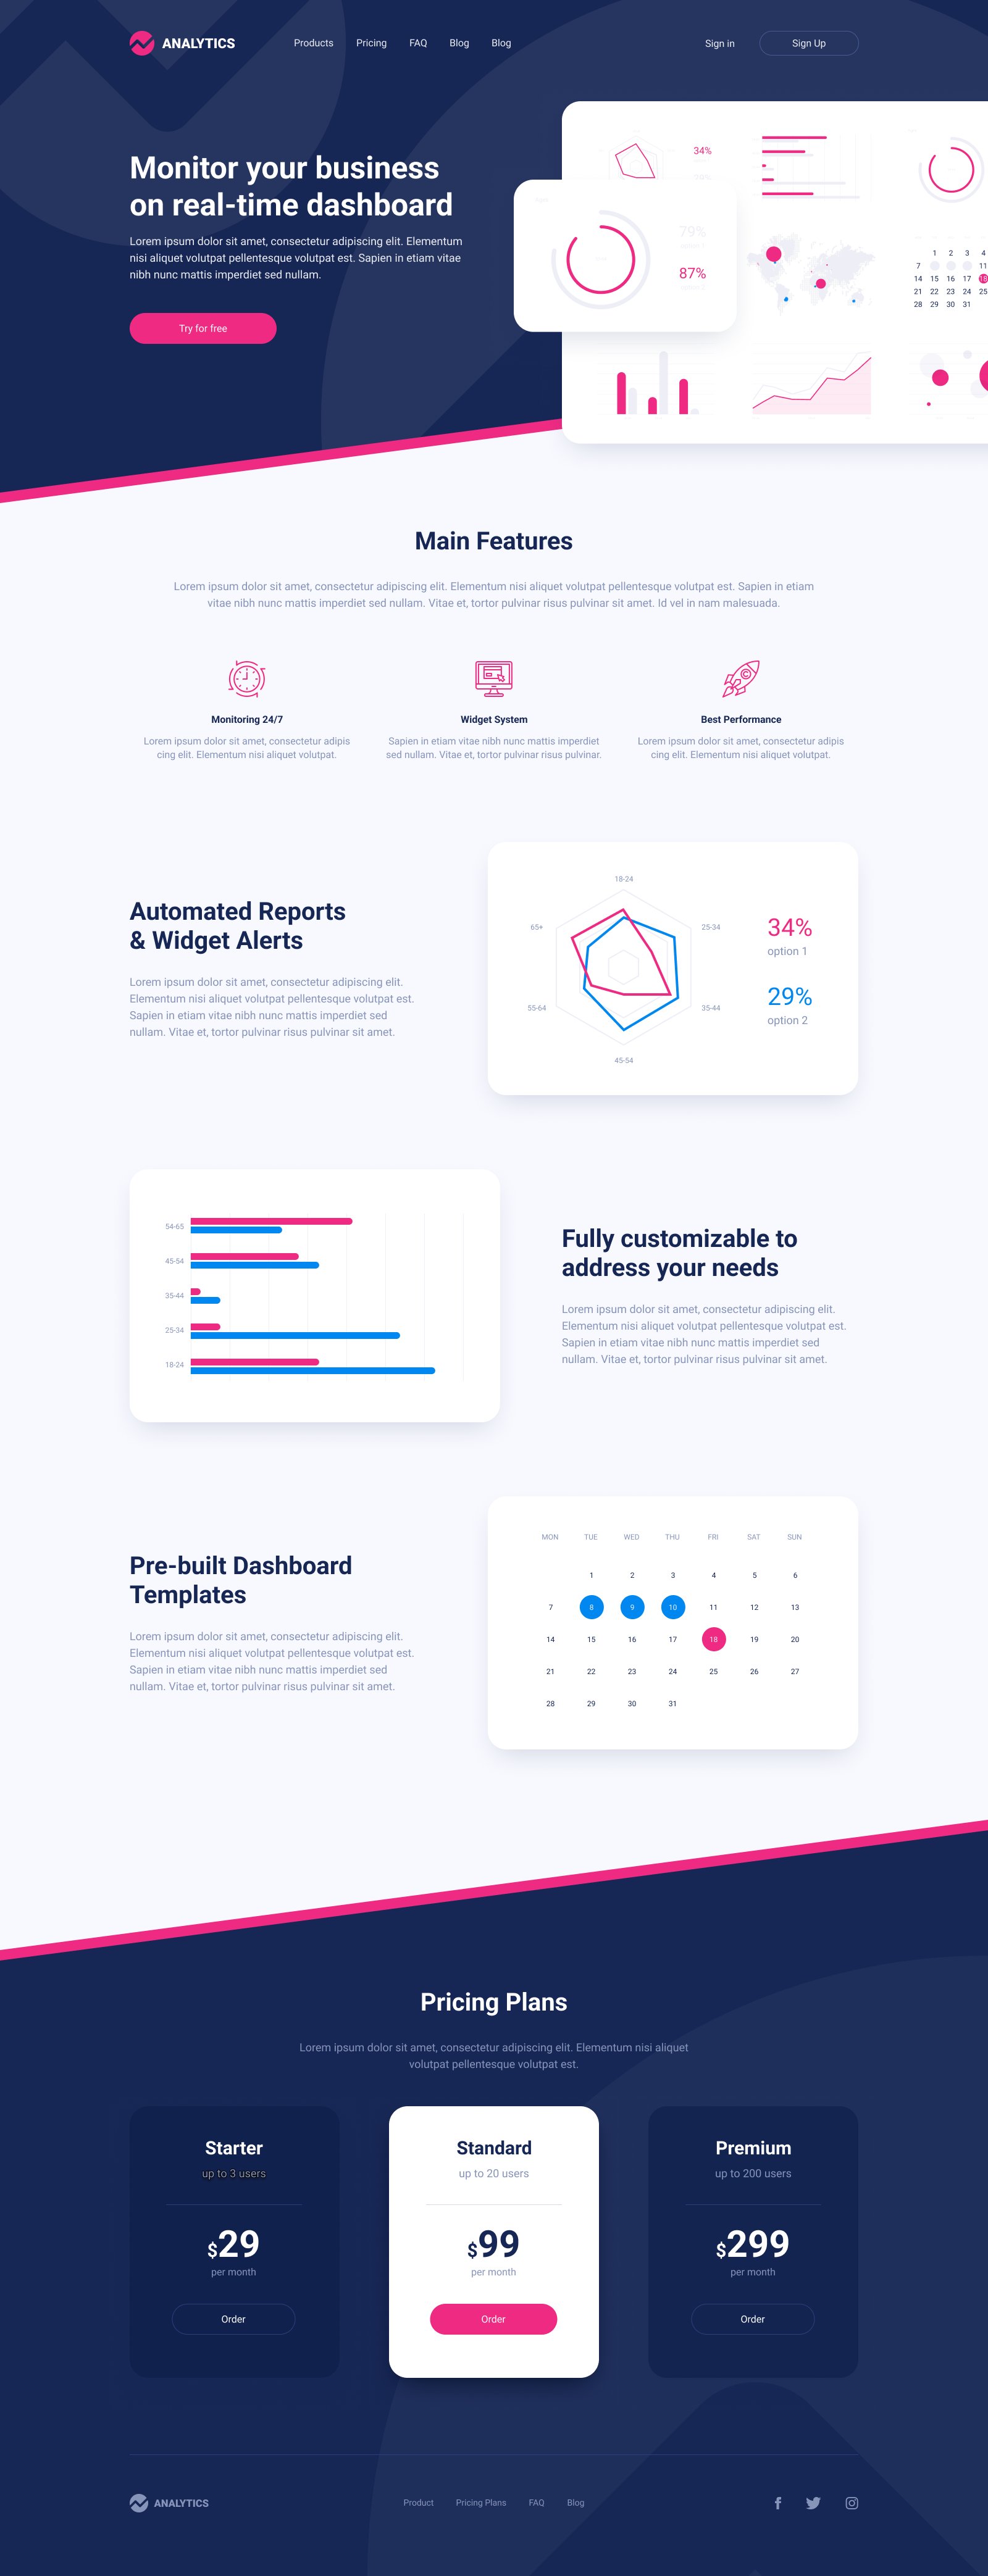 ANALYTICS
Products
Pricing
FAQ
Blog
Blog
Sign in
Sign Up
Monitor your business
on real-time dashboard
Lorem ipsum dolor sit amet, consectetur adipiscing elit. Elementum
nisi aliquet volutpat pellentesque volutpat est. Sapien in etiam vitae
nibh nunc mattis imperdiet sed nullam.
Try for free
34%
79%
87%
1 2 3 4
7 11
14 15 16 17 18
21 22 23 24 25
28 29 30 31
Main Features
Lorem ipsum dolor sit amet, consectetur adipiscing elit. Elementum nisi aliquet volutpat pellentesque volutpat est. Sapien in etiam
vitae nibh nunc mattis imperdiet sed nullam. Vitae et, tortor pulvinar risus pulvinar sit amet. Id vel in nam malesuada.
Monitoring 24/7
Lorem ipsum dolor sit amet, consectetur adipis
cing elit. Elementum nisi aliquet volutpat.
Widget System
Sapien in etiam vitae nibh nunc mattis imperdiet
sed nullam. Vitae et, tortor pulvinar risus pulvinar.
Best Performance
Lorem ipsum dolor sit amet, consectetur adipis
cing elit. Elementum nisi aliquet volutpat.
Automated Reports
& Widget Alerts
Lorem ipsum dolor sit amet, consectetur adipiscing elit.
Elementum nisi aliquet volutpat pellentesque volutpat est.
Sapien in etiam vitae nibh nunc mattis imperdiet sed
nullam. Vitae et, tortor pulvinar risus pulvinar sit amet.
18-24
65+
25-34
55-64
35-44
45-54
34%
option 1
29%
option 2
54-65
45-54
35-44
25-34
18-24
Fully customizable to
address your needs
Lorem ipsum dolor sit amet, consectetur adipiscing elit.
Elementum nisi aliquet volutpat pellentesque volutpat est.
Sapien in etiam vitae nibh nunc mattis imperdiet sed
nullam. Vitae et, tortor pulvinar risus pulvinar sit amet.
Pre-built Dashboard
Templates
Lorem ipsum dolor sit amet, consectetur adipiscing elit.
Elementum nisi aliquet volutpat pellentesque volutpat est.
Sapien in etiam vitae nibh nunc mattis imperdiet sed
nullam. Vitae et, tortor pulvinar risus pulvinar sit amet.
MON TUE WED THU FRI SAT SUN
1 2 3 4 5 6
7 8 9 10 11 12 13
14 15 16 17 18 19 20
21 22 23 24 25 26 27
28 29 30 31
Pricing Plans
Lorem ipsum dolor sit amet, consectetur adipiscing elit. Elementum nisi aliquet
volutpat pellentesque volutpat est.
Starter
up to 3 users
$29
per month
Order
Standard
up to 20 users
$99
per month
Order
Premium
up to 200 users
$299
per month
Order
ANALYTICS
Product
Pricing Plans
FAQ
Blog